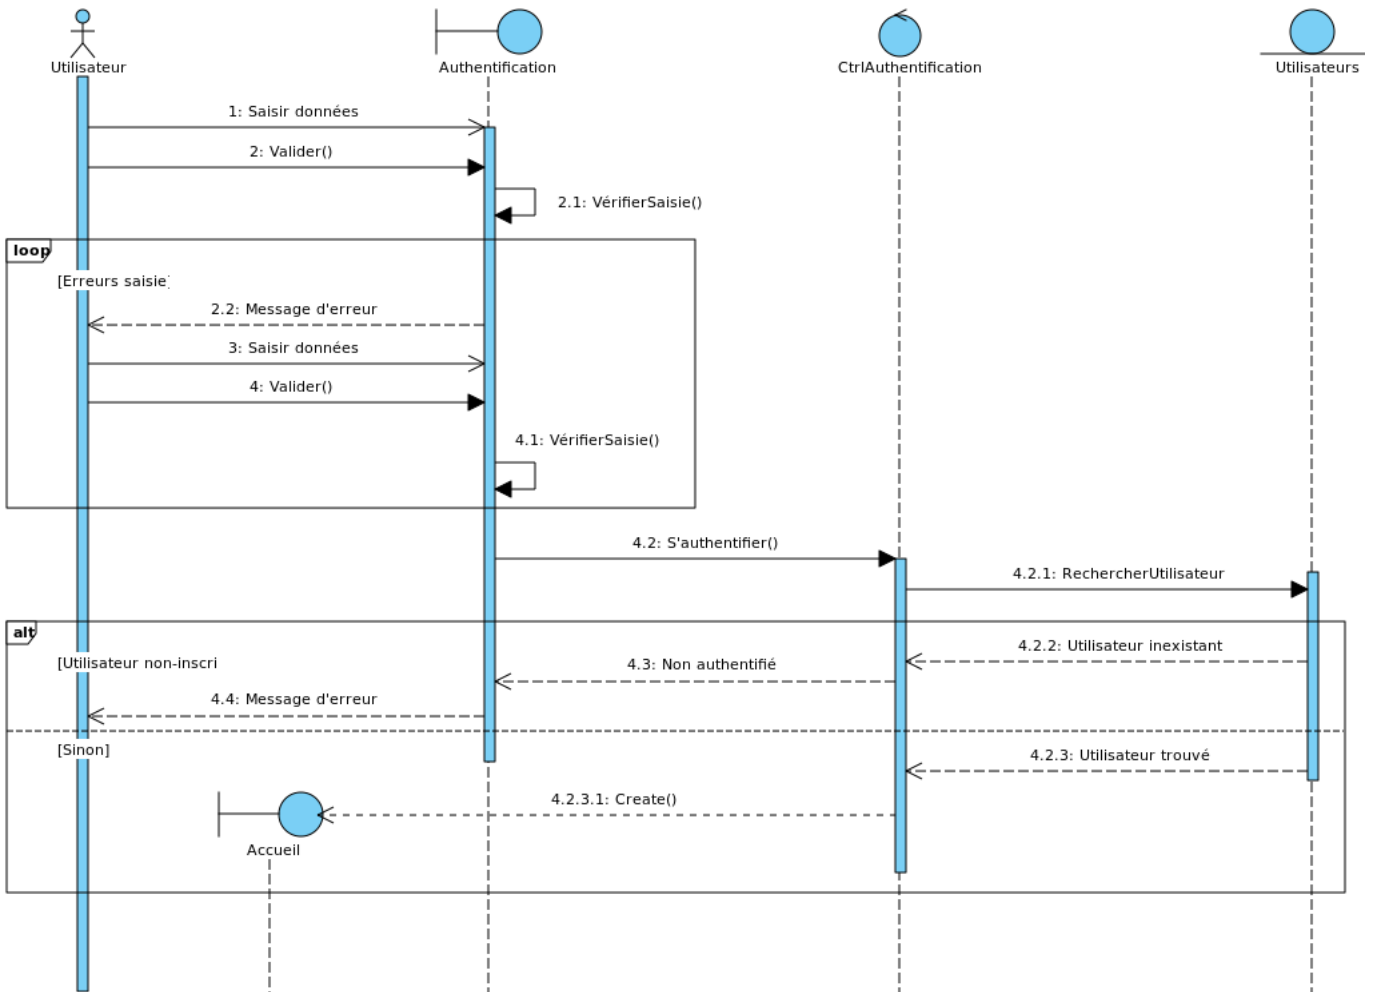 Utilisateur
Authentification
CtrlAuthentification
Utilisateurs
1: Saisir données
2: Valider()
2.1: VérifierSaisie()
loop
[Erreurs saisie]
2.2: Message d'erreur
3: Saisir données
4: Valider()
4.1: VérifierSaisie()
4.2: S'authentifier()
4.2.1: RechercherUtilisateur
alt
[Utilisateur non-inscri
4.2.2: Utilisateur inexistant
4.3: Non authentifié
4.4: Message d'erreur
[Sinon]
4.2.3: Utilisateur trouvé
4.2.3.1: Create()
Accueil